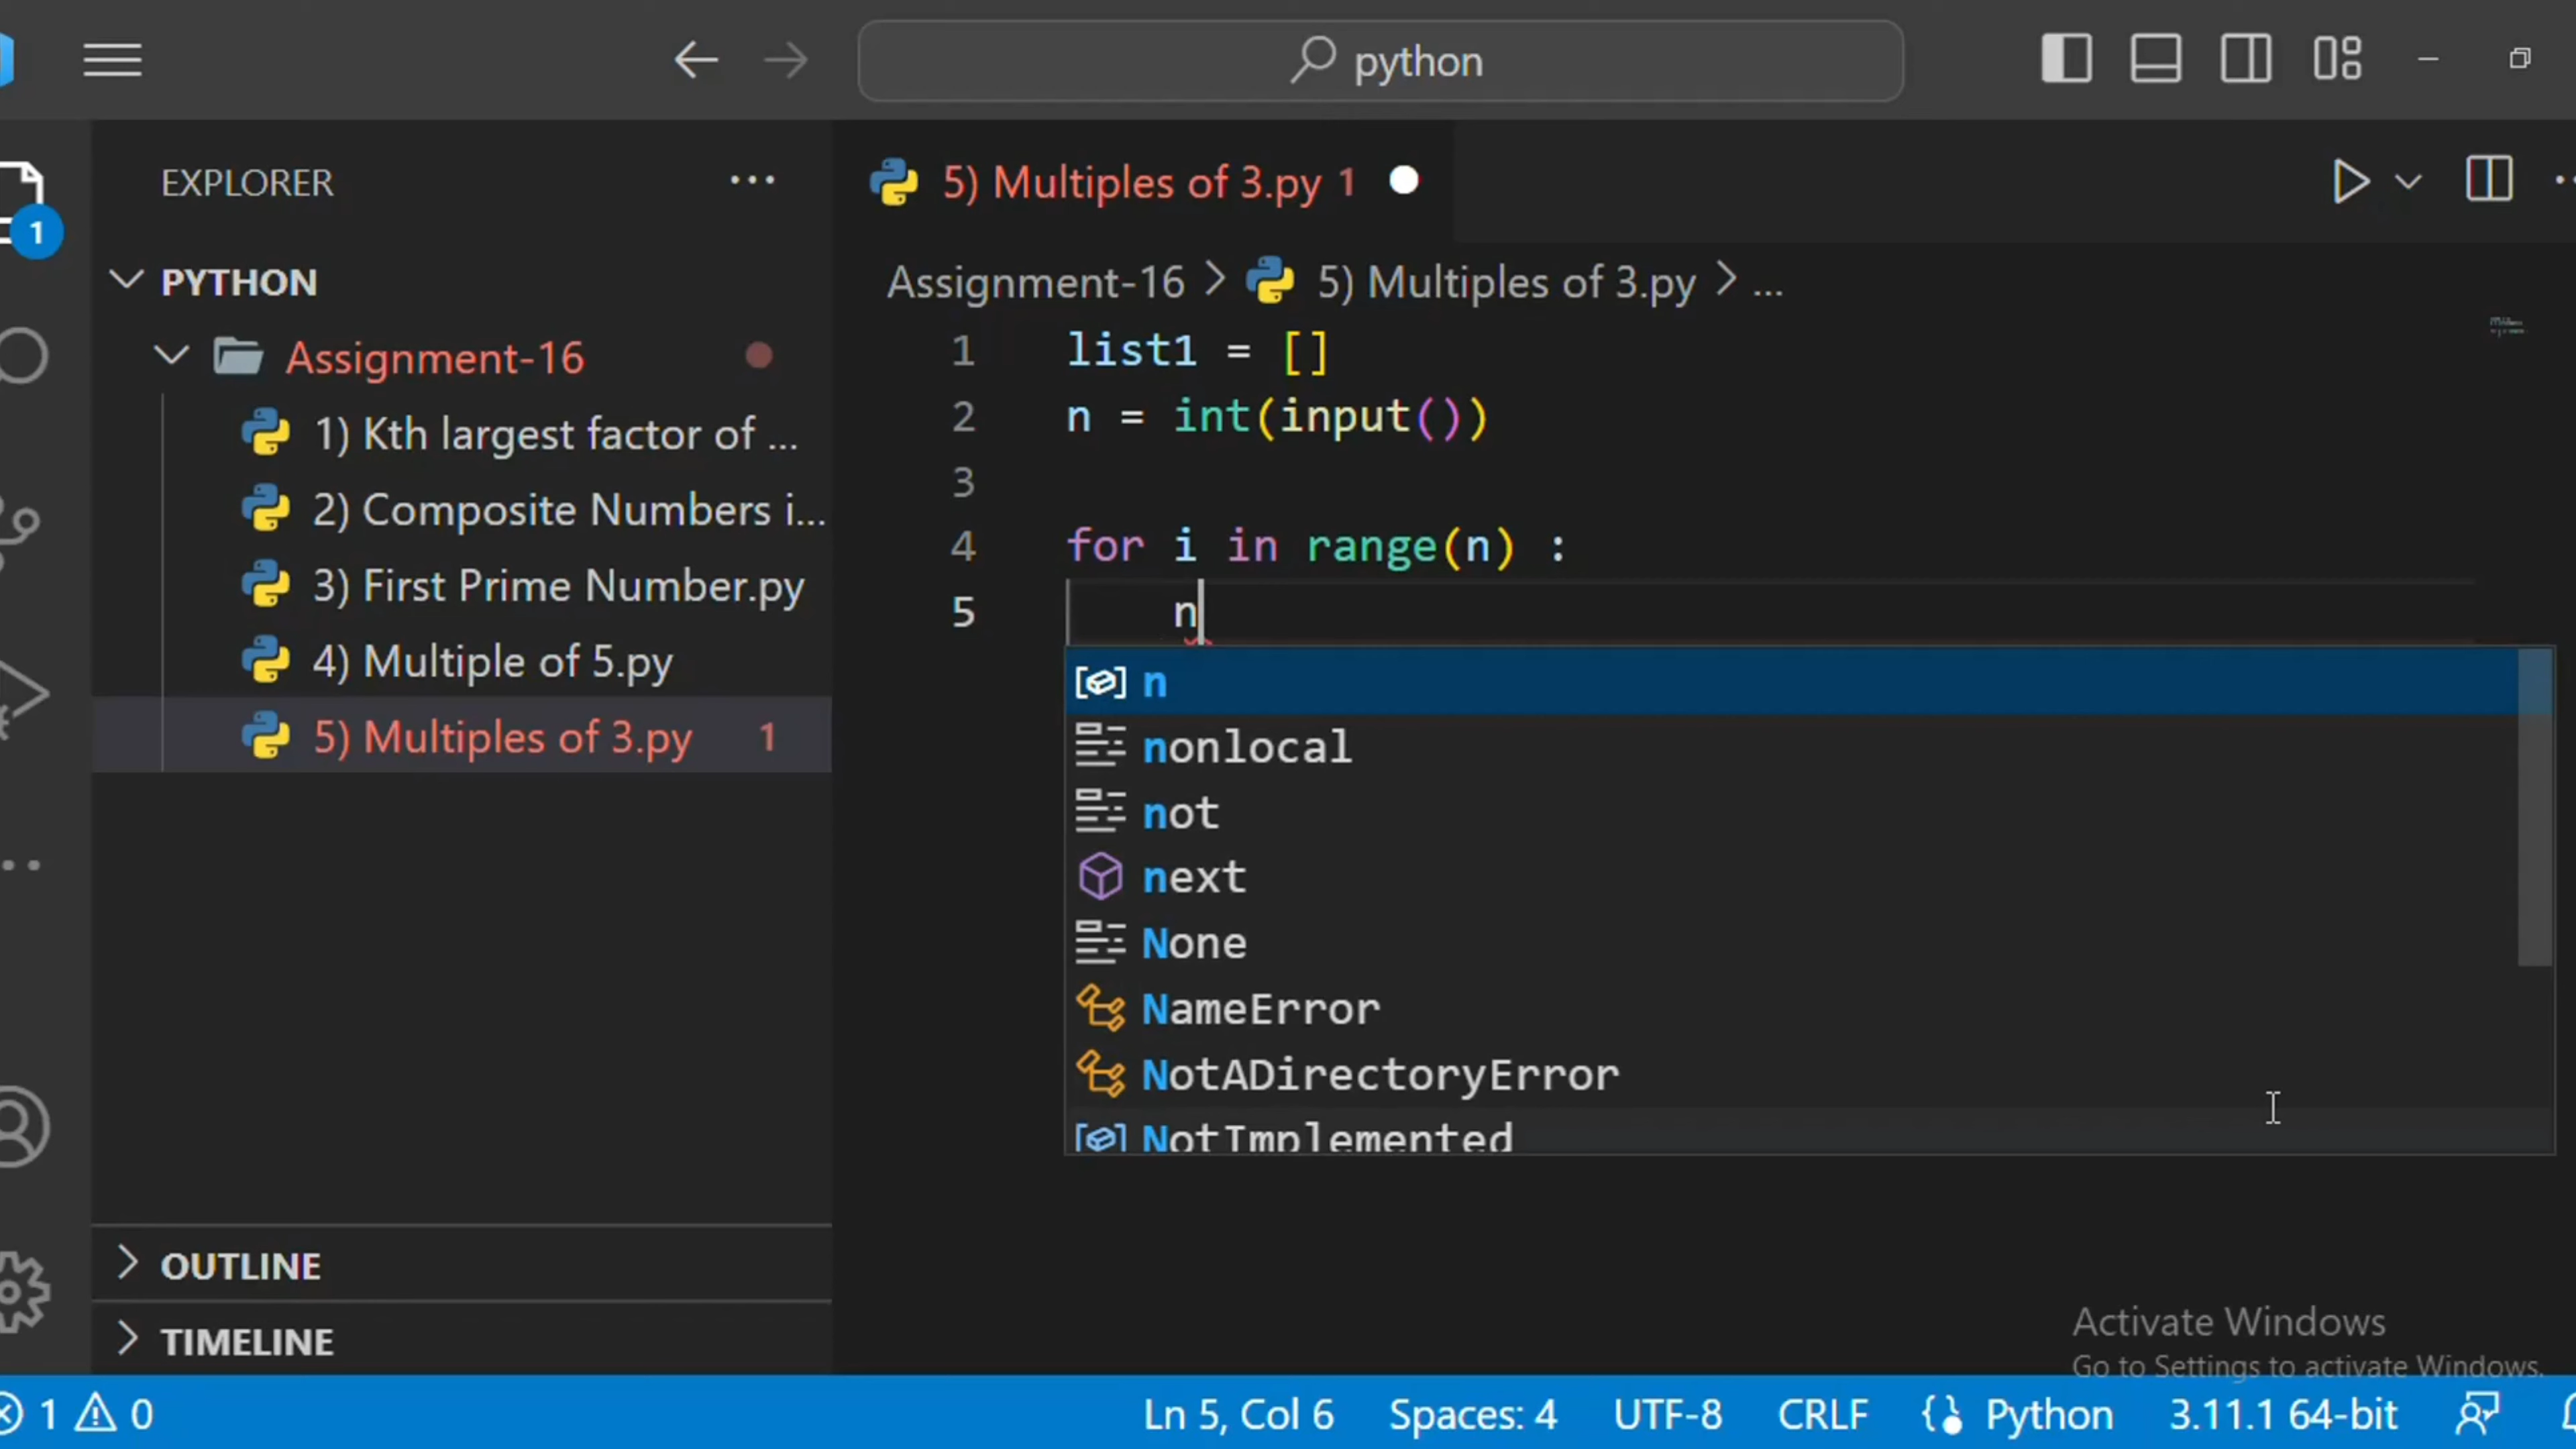 python
EXPLORER
1
PYTHON
Assignment-16
1) Kth largest factor of ...
2) Composite Numbers i...
3) First Prime Number.py
4) Multiple of 5.py
5) Multiples of 3.py 1
5) Multiples of 3.py 1
Assignment-16 > 5) Multiples of 3.py > ...
1 list1 = []
2 n = int(input())
3
4 for i in range(n) :
5 n
n
nonlocal
not
next
None
NameError
NotADirectoryError
NotImplemented
OUTLINE
TIMELINE
Activate Windows
Go to Settings to activate Windows.
1 0 Ln 5, Col 6 Spaces: 4 UTF-8 CRLF Python 3.11.1 64-bit